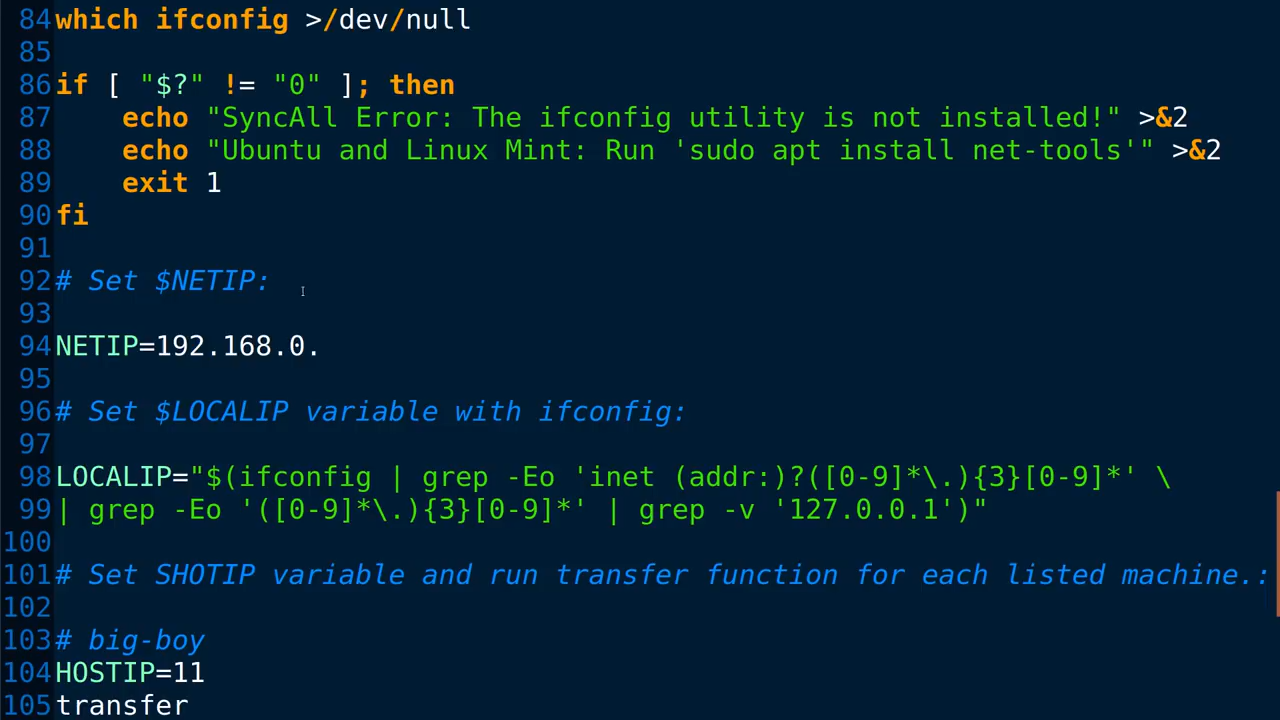 84 which ifconfig >/dev/null
85
86 if [ "$?" != "0" ]; then
87     echo "SyncAll Error: The ifconfig utility is not installed!" >&2
88     echo "Ubuntu and Linux Mint: Run 'sudo apt install net-tools'" >&2
89     exit 1
90 fi
91
92 # Set $NETIP:
93
94 NETIP=192.168.0.
95
96 # Set $LOCALIP variable with ifconfig:
97
98 LOCALIP="$(ifconfig | grep -Eo 'inet (addr:)?([0-9]*\.){3}[0-9]*' \
99 | grep -Eo '([0-9]*\.){3}[0-9]*' | grep -v '127.0.0.1')"
100
101 # Set SHOTIP variable and run transfer function for each listed machine.:
102
103 # big-boy
104 HOSTIP=11
105 transfer